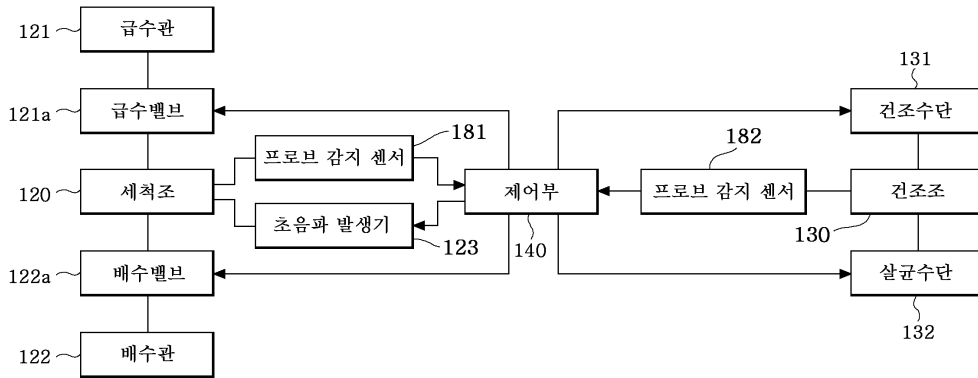 121 급수관
131
121a 급수밸브 건조수단
181 182
프로브 감지 센서
120 세척조 제어부 프로브 감지 센서 건조조
초음파 발생기
123 140 130
122a 배수밸브 살균수단
132
122 배수관